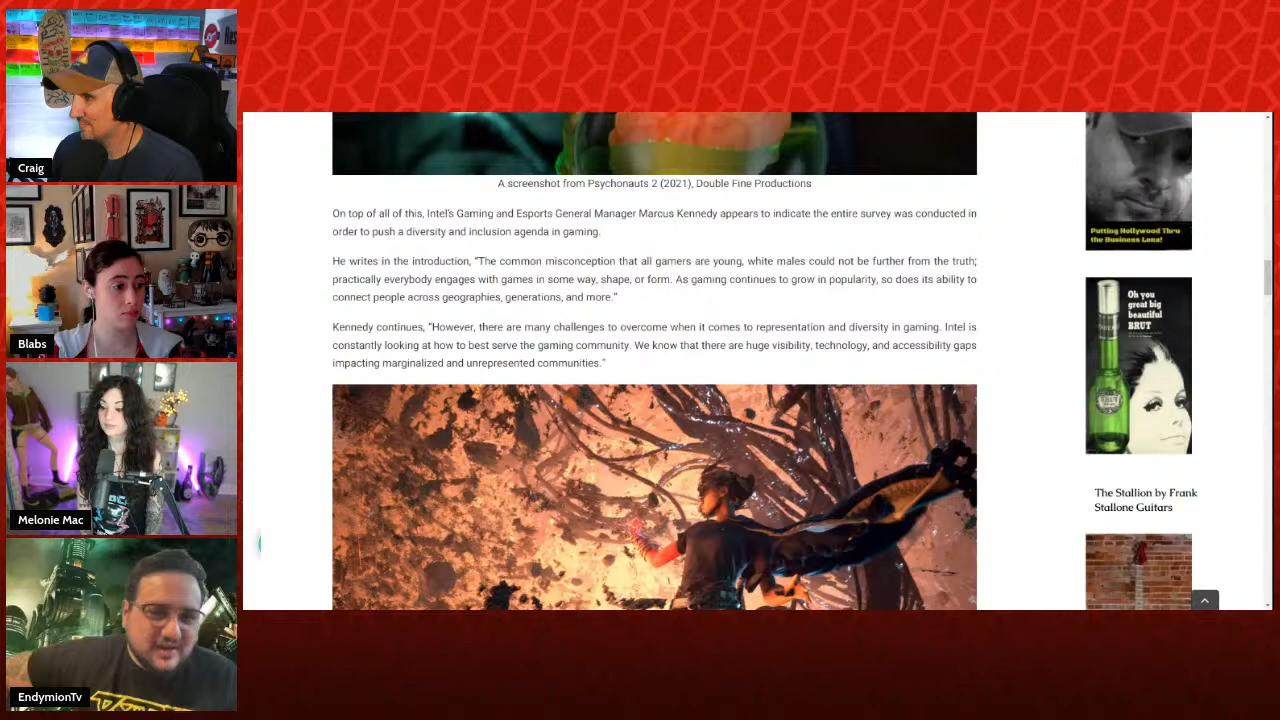 Res
Craig
Blabs
Melonie Mac
EndymionTv
A screenshot from Psychonauts 2 (2021), Double Fine Productions
On top of all of this, Intel's Gaming and Esports General Manager Marcus Kennedy appears to indicate the entire survey was conducted in
order to push a diversity and inclusion agenda in gaming.
He writes in the introduction, “The common misconception that all gamers are young, white males could not be further from the truth;
practically everybody engages with games in some way, shape, or form. As gaming continues to grow in popularity, so does its ability to
connect people across geographies, generations, and more.”
Kennedy continues, “However, there are many challenges to overcome when it comes to representation and diversity in gaming. Intel is
constantly looking at how to best serve the gaming community. We know that there are huge visibility, technology, and accessibility gaps
impacting marginalized and unrepresented communities.”
Putting Hollywood Thru
the Business Lens!
Oh you
great big
beautiful
BRUT
BRUT
The Stallion by Frank
Stallone Guitars